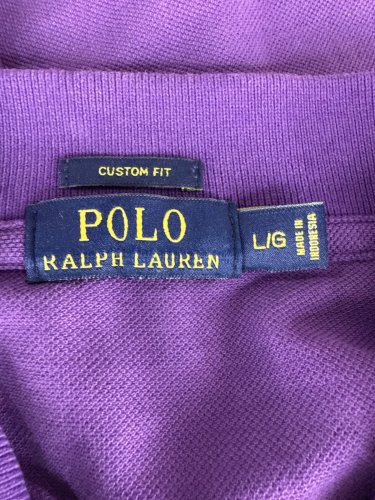 CUSTOM FIT
POLO
RALPH LAUREN
L/G
MADE IN
INDONESIA